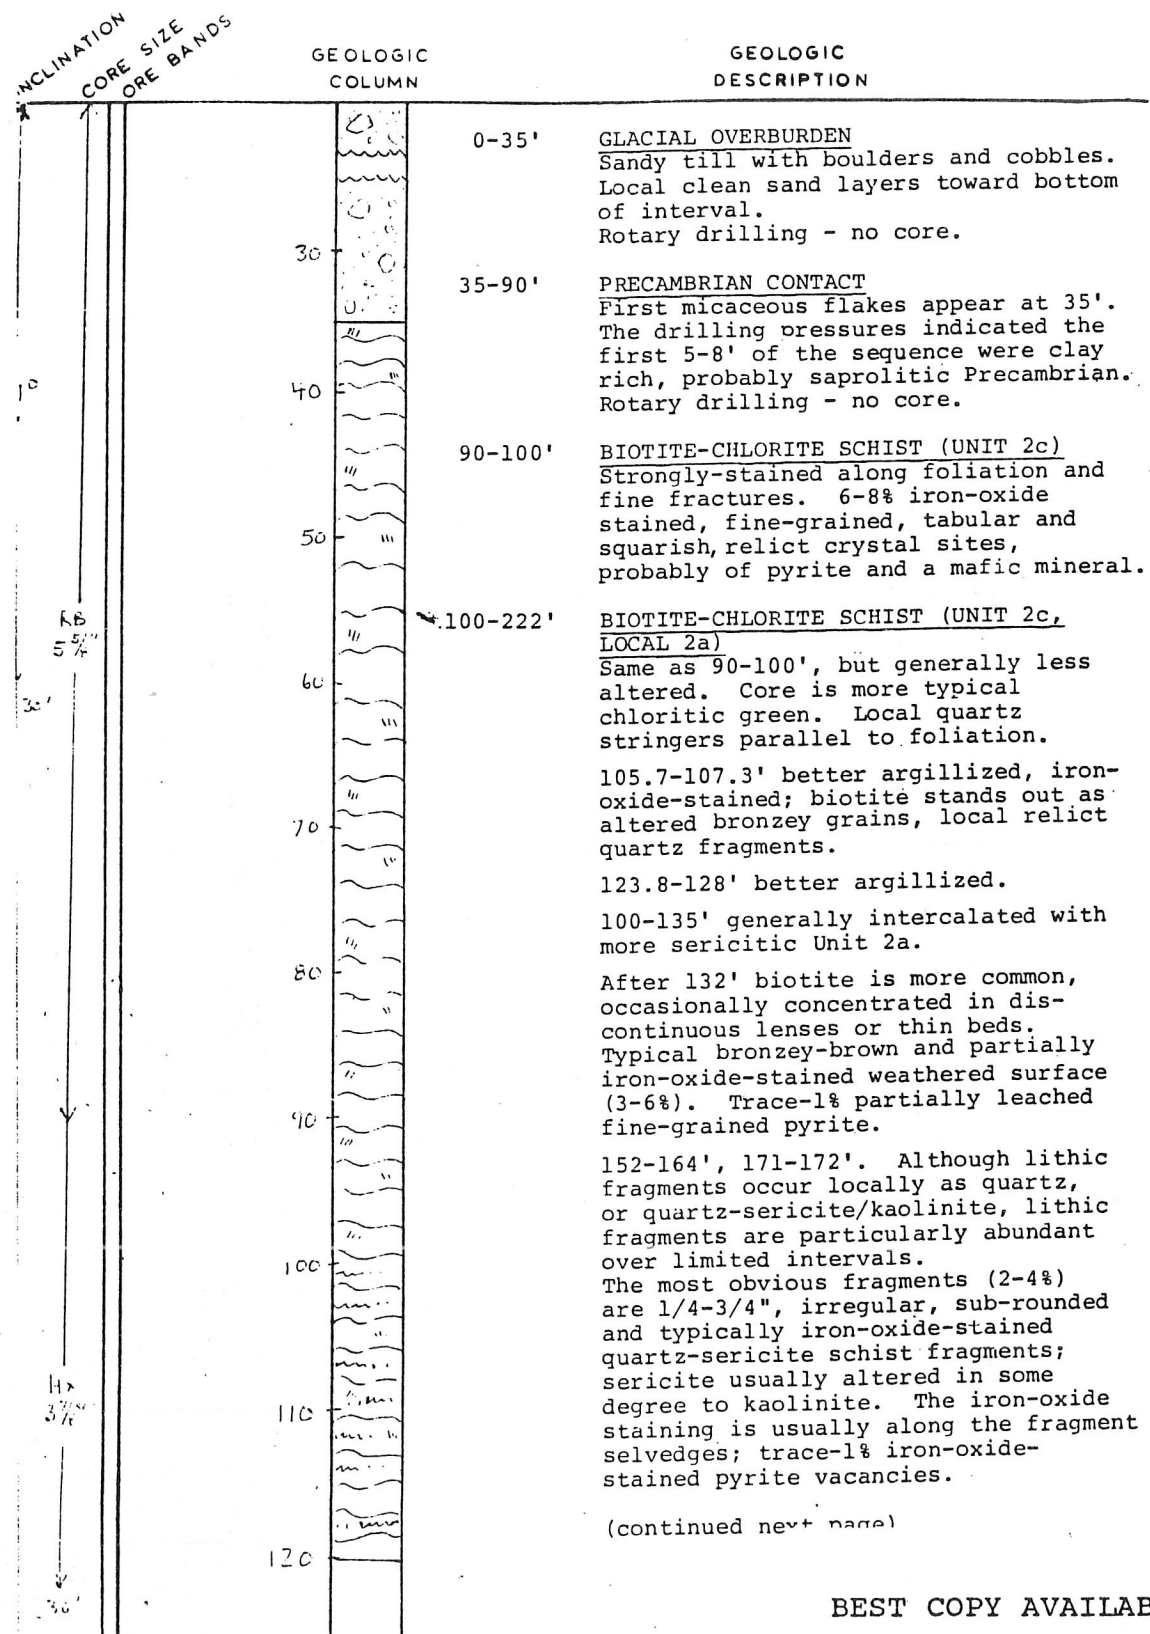 INCLINATION
CORE SIZE
ORE BANDS
GEOLOGIC
COLUMN
GEOLOGIC
DESCRIPTION
0-35' GLACIAL OVERBURDEN
Sandy till with boulders and cobbles.
Local clean sand layers toward bottom
of interval.
Rotary drilling - no core.
30
35-90' PRECAMBRIAN CONTACT
First micaceous flakes appear at 35'.
The drilling pressures indicated the
first 5-8' of the sequence were clay
rich, probably saprolitic Precambrian.
Rotary drilling - no core.
1°
40
90-100' BIOTITE-CHLORITE SCHIST (UNIT 2c)
Strongly-stained along foliation and
fine fractures. 6-8% iron-oxide
stained, fine-grained, tabular and
squarish, relict crystal sites,
probably of pyrite and a mafic mineral.
50
100-222' BIOTITE-CHLORITE SCHIST (UNIT 2c,
LOCAL 2a)
Same as 90-100', but generally less
altered. Core is more typical
chloritic green. Local quartz
stringers parallel to foliation.
RB
60
30'
105.7-107.3' better argillized, iron-
oxide-stained; biotite stands out as
altered bronzey grains, local relict
quartz fragments.
70
123.8-128' better argillized.
100-135' generally intercalated with
more sericitic Unit 2a.
80
After 132' biotite is more common,
occasionally concentrated in dis-
continuous lenses or thin beds.
Typical bronzey-brown and partially
iron-oxide-stained weathered surface
(3-6%). Trace-1% partially leached
fine-grained pyrite.
90
152-164', 171-172'. Although lithic
fragments occur locally as quartz,
or quartz-sericite/kaolinite, lithic
fragments are particularly abundant
over limited intervals.
100
The most obvious fragments (2-4%)
are 1/4-3/4", irregular, sub-rounded
and typically iron-oxide-stained
quartz-sericite schist fragments;
sericite usually altered in some
degree to kaolinite. The iron-oxide
staining is usually along the fragment
selvedges; trace-1% iron-oxide-
stained pyrite vacancies.
Hx
110
(continued next page)
120
30'
BEST COPY AVAILAB